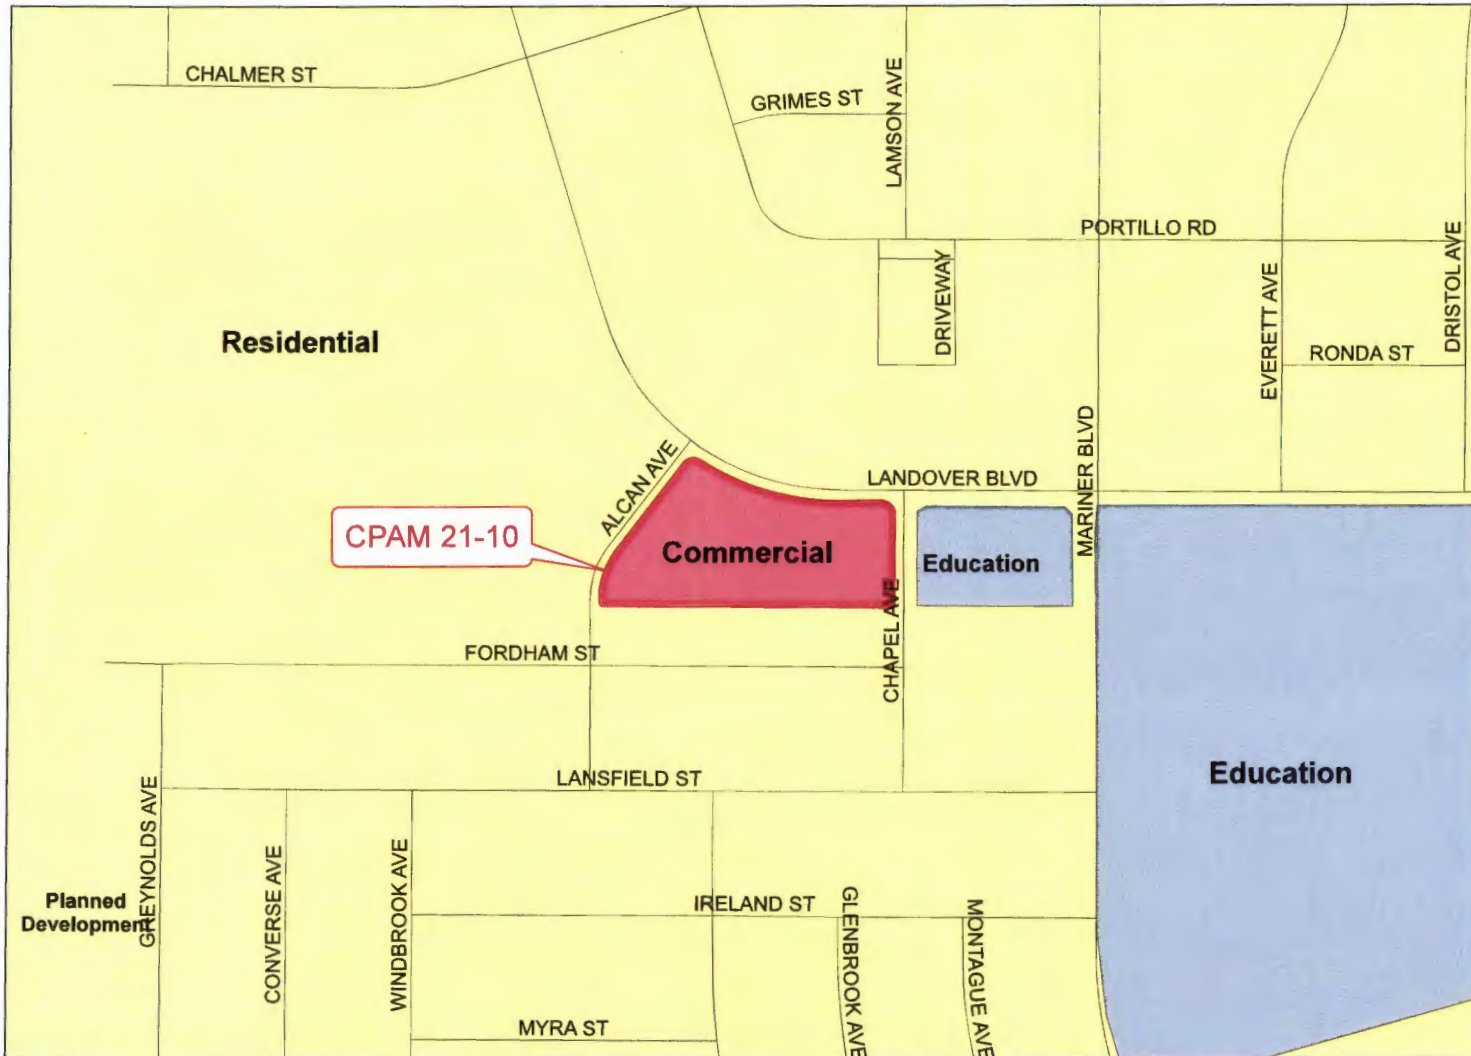 CHALMER ST
GRIMES ST
LAMSON AVE
PORTILLO RD
DRIVEWAY
EVERETT AVE
DRISTOL AVE
RONDA ST
Residential
ALCAN AVE
LANDOVER BLVD
MARINER BLVD
CPAM 21-10
Commercial
Education
CHAPEL AVE
FORDHAM ST
LANSFIELD ST
Education
GREYNOLDS AVE
CONVERSE AVE
WINDBROOK AVE
Planned
Development
IRELAND ST
GLENBROOK AVE
MONTAGUE AVE
MYRA ST